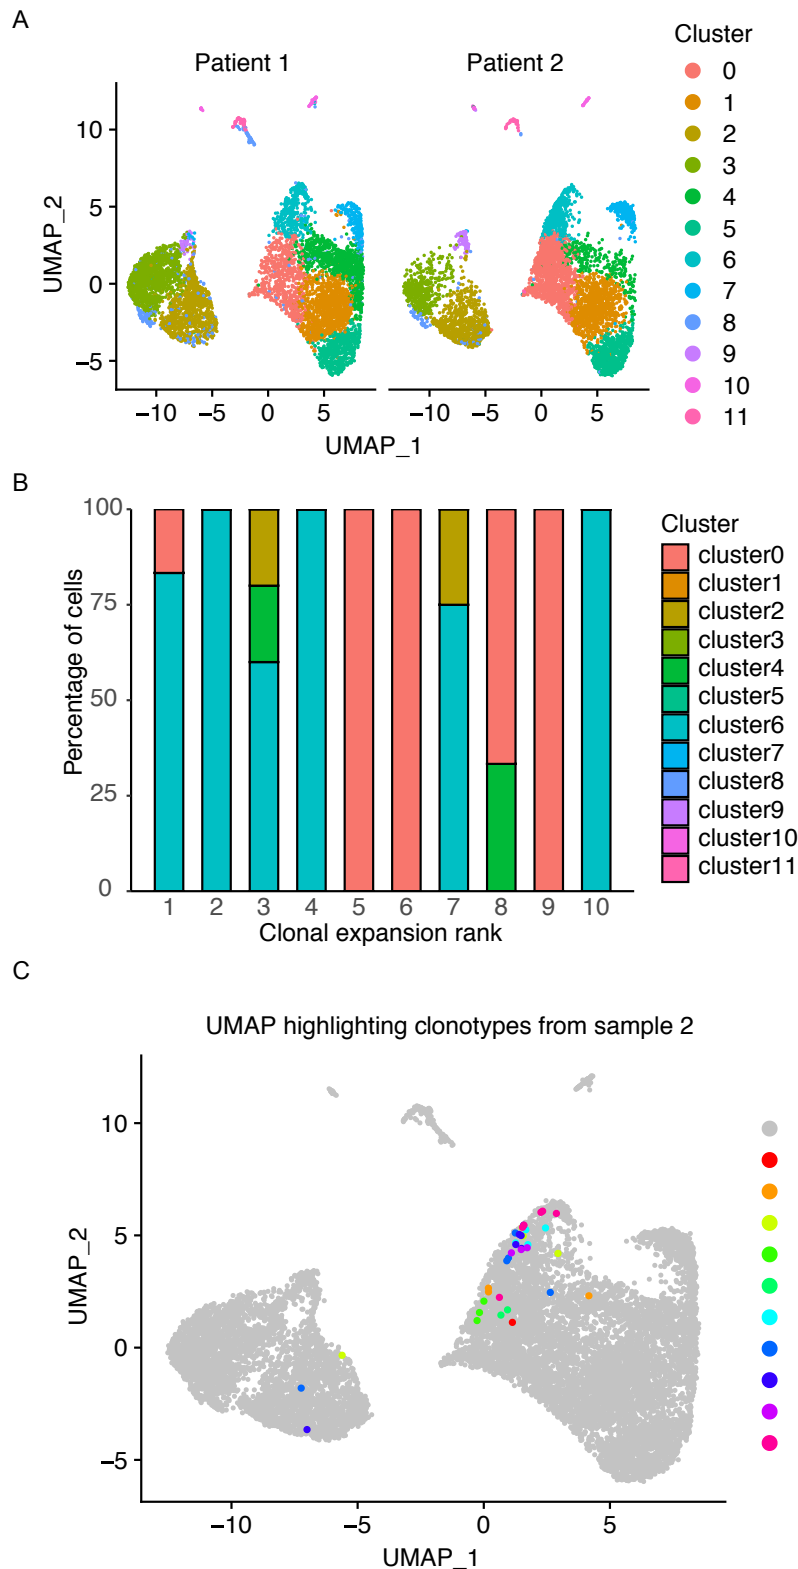 A
Patient 1
Patient 2
Cluster
0
1
2
3
4
5
6
7
8
9
10
11
UMAP_2
10
5
0
−5
−10 −5 0 5
−10 −5 0 5
UMAP_1
B
Percentage of cells
100
75
50
25
0
1 2 3 4 5 6 7 8 9 10
Clonal expansion rank
Cluster
cluster0
cluster1
cluster2
cluster3
cluster4
cluster5
cluster6
cluster7
cluster8
cluster9
cluster10
cluster11
C
UMAP highlighting clonotypes from sample 2
UMAP_2
10
5
0
−5
−10 −5 0 5
UMAP_1